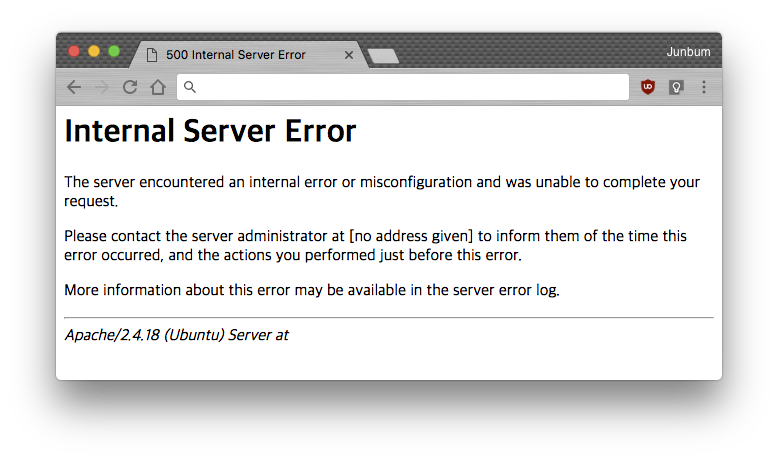 500 Internal Server Error
Junbum
Internal Server Error
The server encountered an internal error or misconfiguration and was unable to complete your
request.
Please contact the server administrator at [no address given] to inform them of the time this
error occurred, and the actions you performed just before this error.
More information about this error may be available in the server error log.
Apache/2.4.18 (Ubuntu) Server at